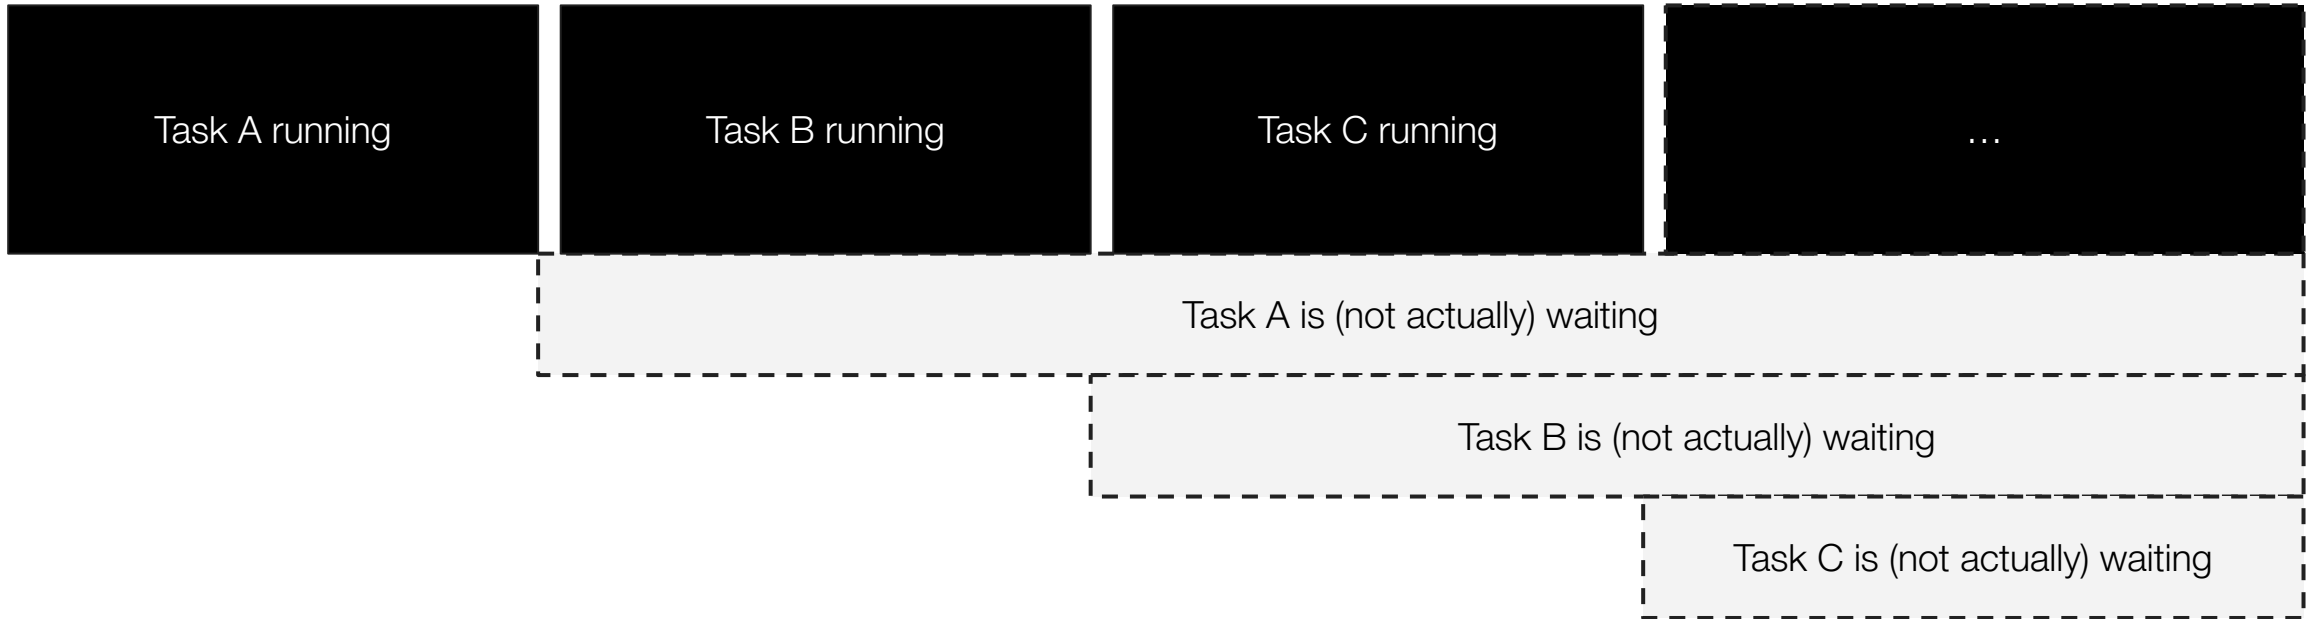 Task A running
Task B running
Task C running
…
Task A is (not actually) waiting
Task B is (not actually) waiting
Task C is (not actually) waiting